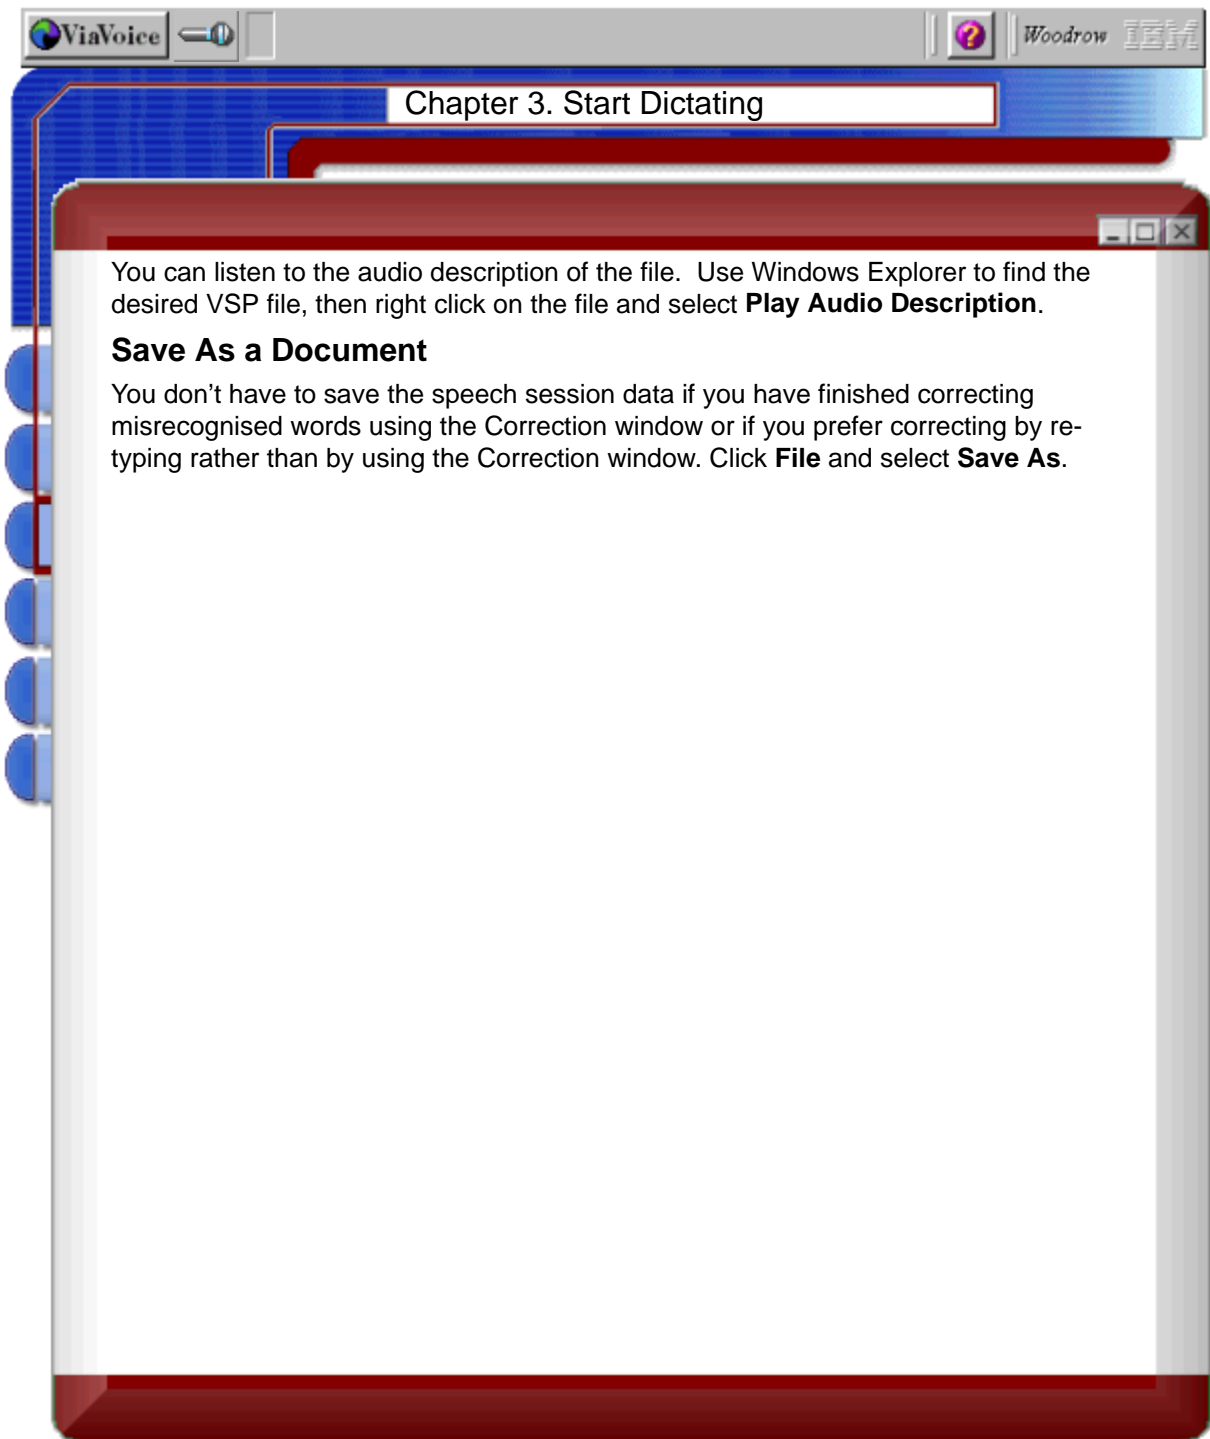 ViaVoice
Woodrow IBM
Chapter 3. Start Dictating
You can listen to the audio description of the file.  Use Windows Explorer to find the
desired VSP file, then right click on the file and select Play Audio Description.
Save As a Document
You don’t have to save the speech session data if you have finished correcting
misrecognised words using the Correction window or if you prefer correcting by re-
typing rather than by using the Correction window. Click File and select Save As.